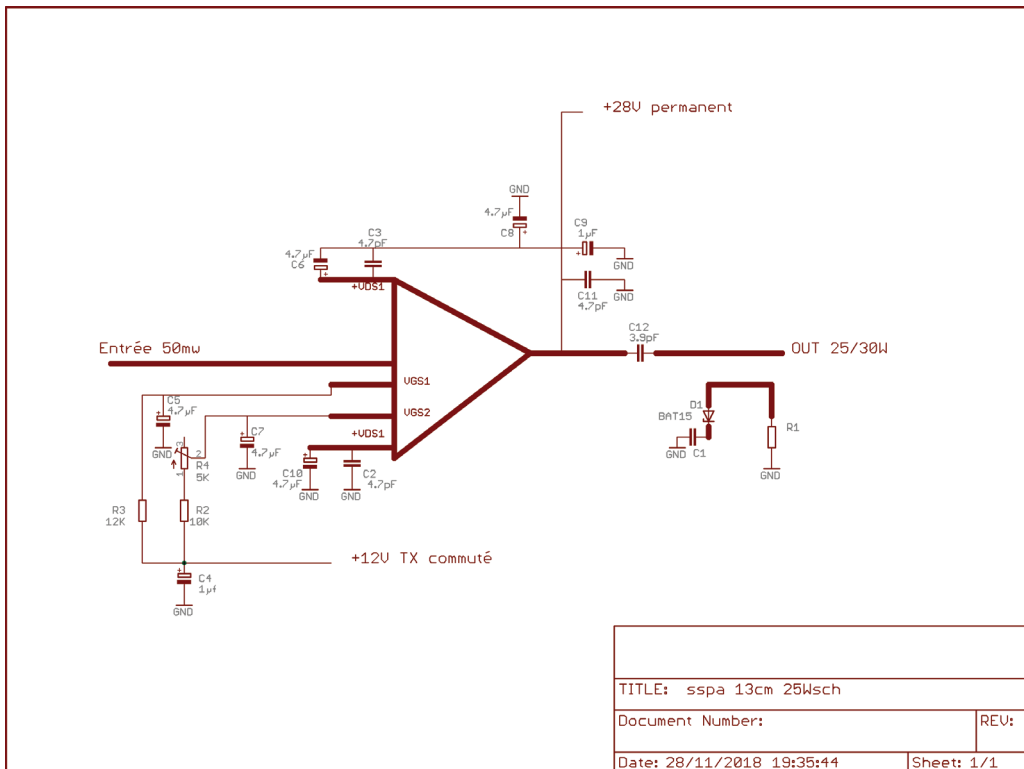 +28V permanent
GND
4.7µF
C8
C9
1µF
+
GND
C3
4.7pF
4.7µF
C6
+
+VDS1
C11
4.7pF
GND
C12
3.9pF
Entrée 50mw
OUT 25/30W
VGS1
VGS2
+VDS1
C5
4.7µF
GND
C7
4.7µF
GND
3
2
1
R4
5K
C10
4.7µF
GND
C2
4.7pF
GND
D1
BAT15
C1
GND
R1
GND
R3
12K
R2
10K
+12V TX commuté
C4
1µf
GND
TITLE: sspa 13cm 25Wsch
Document Number:
REV:
Date: 28/11/2018 19:35:44
Sheet: 1/1